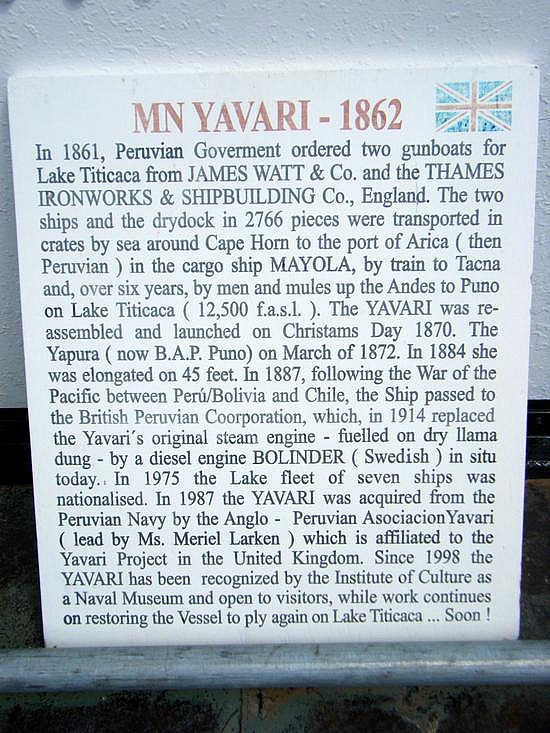 MN YAVARI - 1862
In 1861, Peruvian Goverment ordered two gunboats for
Lake Titicaca from JAMES WATT & Co. and the THAMES
IRONWORKS & SHIPBUILDING Co., England. The two
ships and the drydock in 2766 pieces were transported in
crates by sea around Cape Horn to the port of Arica ( then
Peruvian ) in the cargo ship MAYOLA, by train to Tacna
and, over six years, by men and mules up the Andes to Puno
on Lake Titicaca ( 12,500 f.a.s.l. ). The YAVARI was re-
assembled and launched on Christams Day 1870. The
Yapura ( now B.A.P. Puno) on March of 1872. In 1884 she
was elongated on 45 feet. In 1887, following the War of the
Pacific between Perú/Bolivia and Chile, the Ship passed to
the British Peruvian Coorporation, which, in 1914 replaced
the Yavari´s original steam engine - fuelled on dry llama
dung - by a diesel engine BOLINDER ( Swedish ) in situ
today. In 1975 the Lake fleet of seven ships was
nationalised. In 1987 the YAVARI was acquired from the
Peruvian Navy by the Anglo - Peruvian AsociacionYavari
( lead by Ms. Meriel Larken ) which is affiliated to the
Yavari Project in the United Kingdom. Since 1998 the
YAVARI has been recognized by the Institute of Culture as
a Naval Museum and open to visitors, while work continues
on restoring the Vessel to ply again on Lake Titicaca ... Soon !